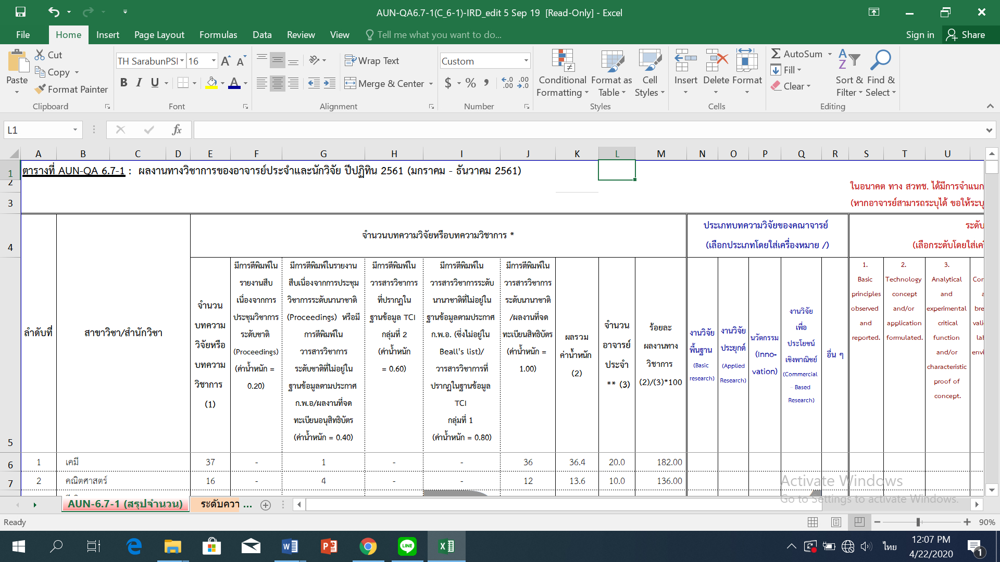 AUN-QA6.7-1(C_6-1)-IRD_edit 5 Sep 19 [Read-Only] - Excel
File Home Insert Page Layout Formulas Data Review View Tell me what you want to do... Sign in Share
Paste Cut
Copy
Format Painter
Clipboard
TH SarabunPSI 16
B I U A
Font
Wrap Text
Merge & Center
Alignment
Custom
$ % ,
Number
Conditional Formatting
Format as Table
Cell Styles
Styles
Insert Delete Format
Cells
AutoSum
Fill
Clear
Sort & Filter
Find & Select
Editing
L1
fx
A B C D E F G H I J K L M N O P Q R S T U
1 ตารางที่ AUN-QA 6.7-1 : ผลงานทางวิชาการของอาจารย์ประจำและนักวิจัย ปีปฏิทิน 2561 (มกราคม - ธันวาคม 2561)
2
ในอนาคต ทาง สวทช. ได้มีการจำแนก
3
(หากอาจารย์สามารถระบุได้ ขอให้ระบุ
4
ลำดับที่
สาขาวิชา/สำนักวิชา
จำนวนบทความวิจัยหรือบทความวิชาการ *
ประเภทบทความวิจัยของคณาจารย์
(เลือกประเภทโดยใส่เครื่องหมาย /)
ระดับ
(เลือกระดับโดยใส่เครื่
5
จำนวน
บทความ
วิจัยหรือ
บทความ
วิชาการ
(1)
มีการตีพิมพ์ใน
รายงานสืบ
เนื่องจากการ
ประชุมวิชาการ
ระดับชาติ
(Proceedings)
(ค่าน้ำหนัก =
0.20)
มีการตีพิมพ์ในรายงาน
สืบเนื่องจากการประชุม
วิชาการระดับนานาชาติ
(Proceedings) หรือมี
การตีพิมพ์ใน
วารสารวิชาการ
ระดับชาติที่ไม่อยู่ใน
ฐานข้อมูลตามประกาศ
ก.พ.อ/ผลงานที่จด
ทะเบียนอนุสิทธิบัตร
(ค่าน้ำหนัก = 0.40)
มีการตีพิมพ์ใน
วารสารวิชาการ
ที่ปรากฏใน
ฐานข้อมูล TCI
กลุ่มที่ 2
(ค่าน้ำหนัก
= 0.60)
มีการตีพิมพ์ใน
วารสารวิชาการระดับ
นานาชาติที่ไม่อยู่ใน
ฐานข้อมูลตามประกาศ
ก.พ.อ. (ซึ่งไม่อยู่ใน
Beall's list)/
วารสารวิชาการที่
ปรากฏในฐานข้อมูล
TCI
กลุ่มที่ 1
(ค่าน้ำหนัก = 0.80)
มีการตีพิมพ์ใน
วารสารวิชาการ
ระดับนานาชาติ
/ผลงานที่จด
ทะเบียนสิทธิบัตร
(ค่าน้ำหนัก =
1.00)
ผลรวม
ค่าน้ำหนัก
(2)
จำนวน
อาจารย์
ประจำ
** (3)
ร้อยละ
ผลงานทาง
วิชาการ
(2)/(3)*100
งานวิจัย
พื้นฐาน
(Basic
research)
งานวิจัย
ประยุกต์
(Applied
Research)
นวัตกรรม
(Inno-
vation)
งานวิจัย
เพื่อ
ประโยชน์
เชิงพาณิชย์
(Commercial
- Based
Research)
อื่น ๆ
1.
Basic
principles
observed
and
reported.
2.
Technology
concept
and/or
application
formulated.
3.
Analytical
and
experimental
critical
function
and/or
characteristic
proof of
concept.
6 1 เคมี 37 - 1 - - 36 36.4 20.0 182.00
7 2 คณิตศาสตร์ 16 - 4 - - 12 13.6 10.0 136.00
Activate Windows
Go to Settings to activate Windows.
AUN-6.7-1 (สรุปจำนวน) ระดับควา ...
Ready 90%
LINE
ไทย
12:07 PM
4/22/2020
1